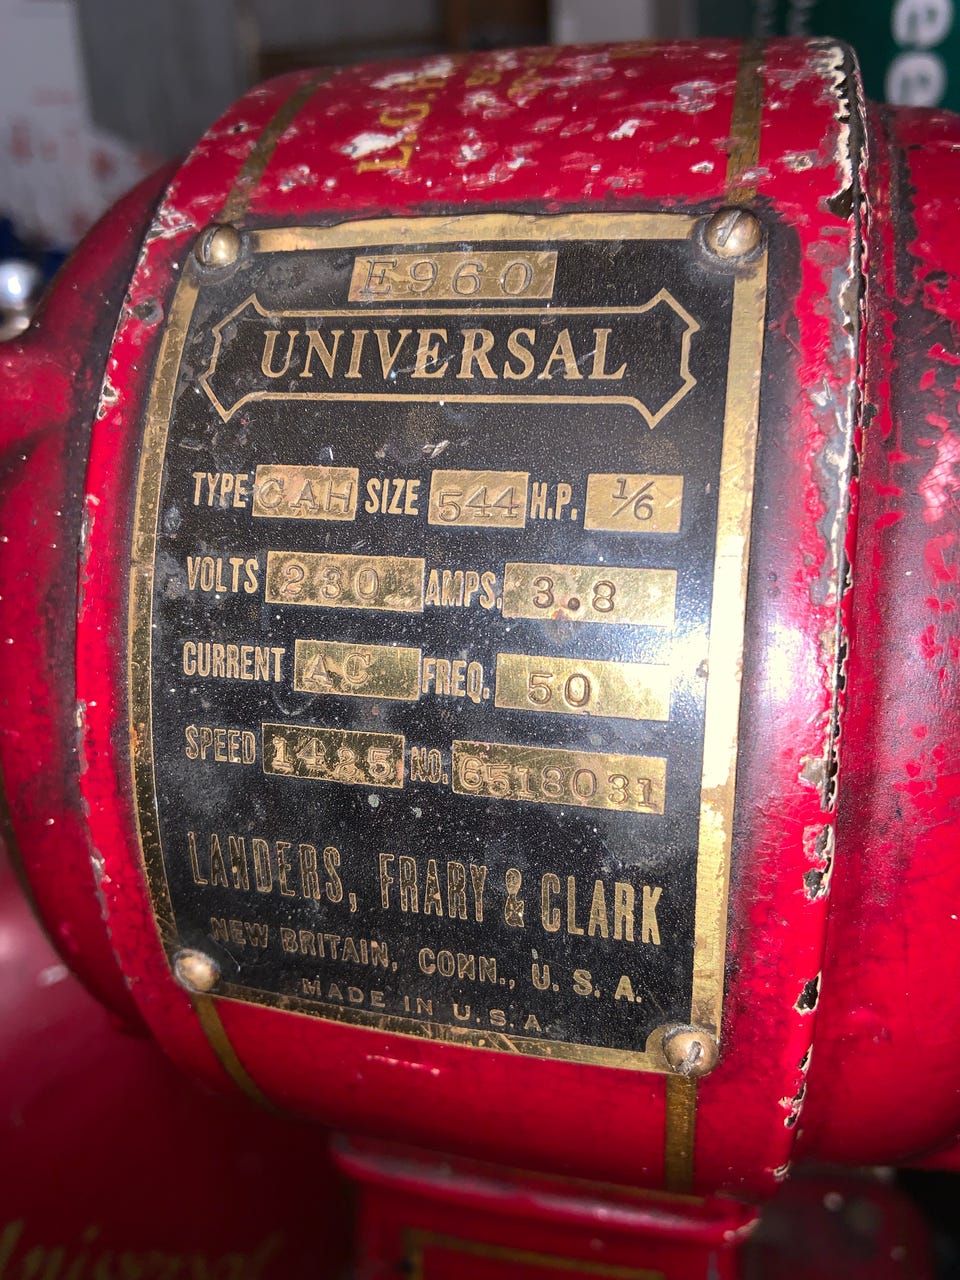 E960
UNIVERSAL
TYPE CAH SIZE 544 H.P. 1/6
VOLTS 230 AMPS. 3.8
CURRENT AC FREQ. 50
SPEED 1425 NO. 6518031
LANDERS, FRARY & CLARK
NEW BRITAIN, CONN., U. S. A.
MADE IN U.S.A.
Universal